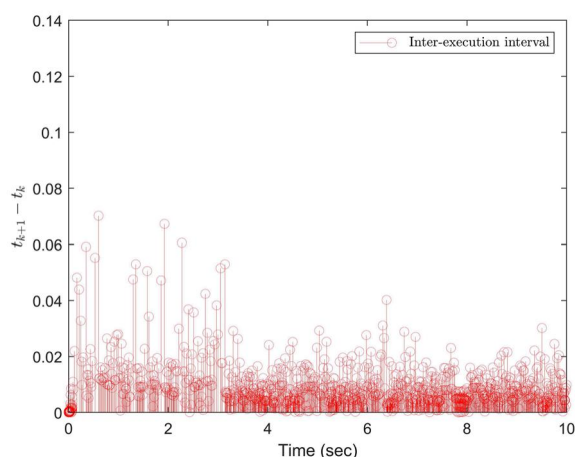 0.14
Inter-execution interval
0.12
0.1
0.08
t_{k+1} − t_k
0.06
0.04
0.02
0
0 2 4 6 8 10
Time (sec)